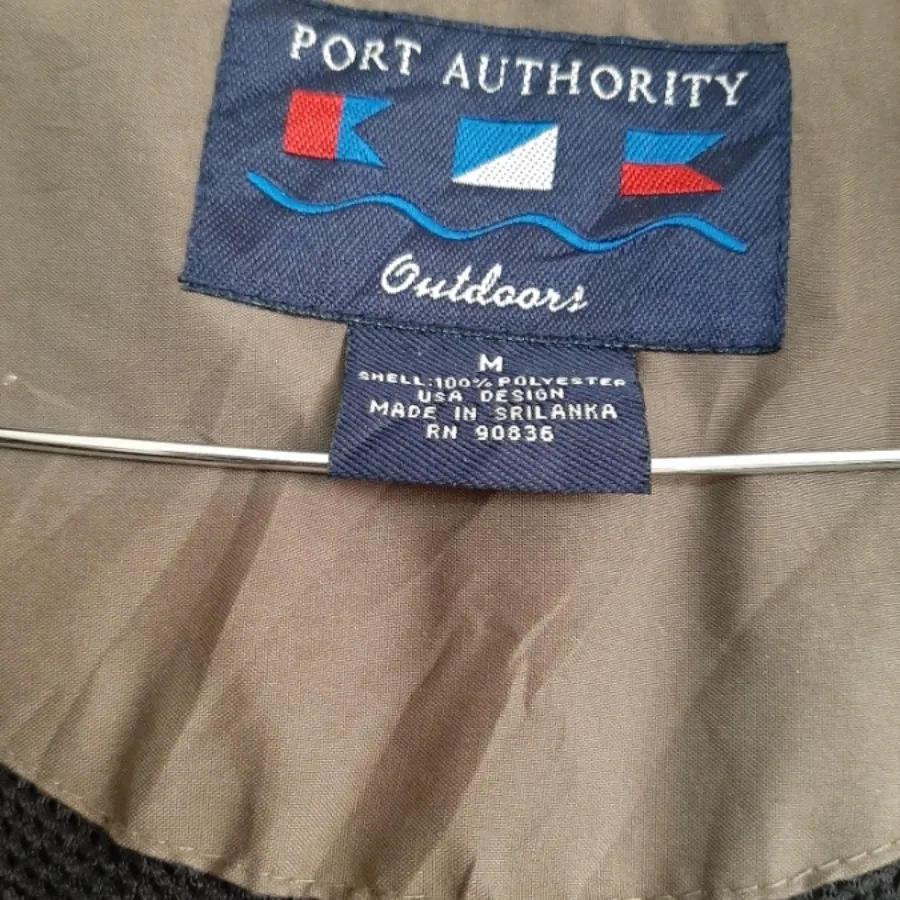 PORT AUTHORITY
Outdoors
M
SHELL:100% POLYESTER
USA DESIGN
MADE IN SRILANKA
RN 90836